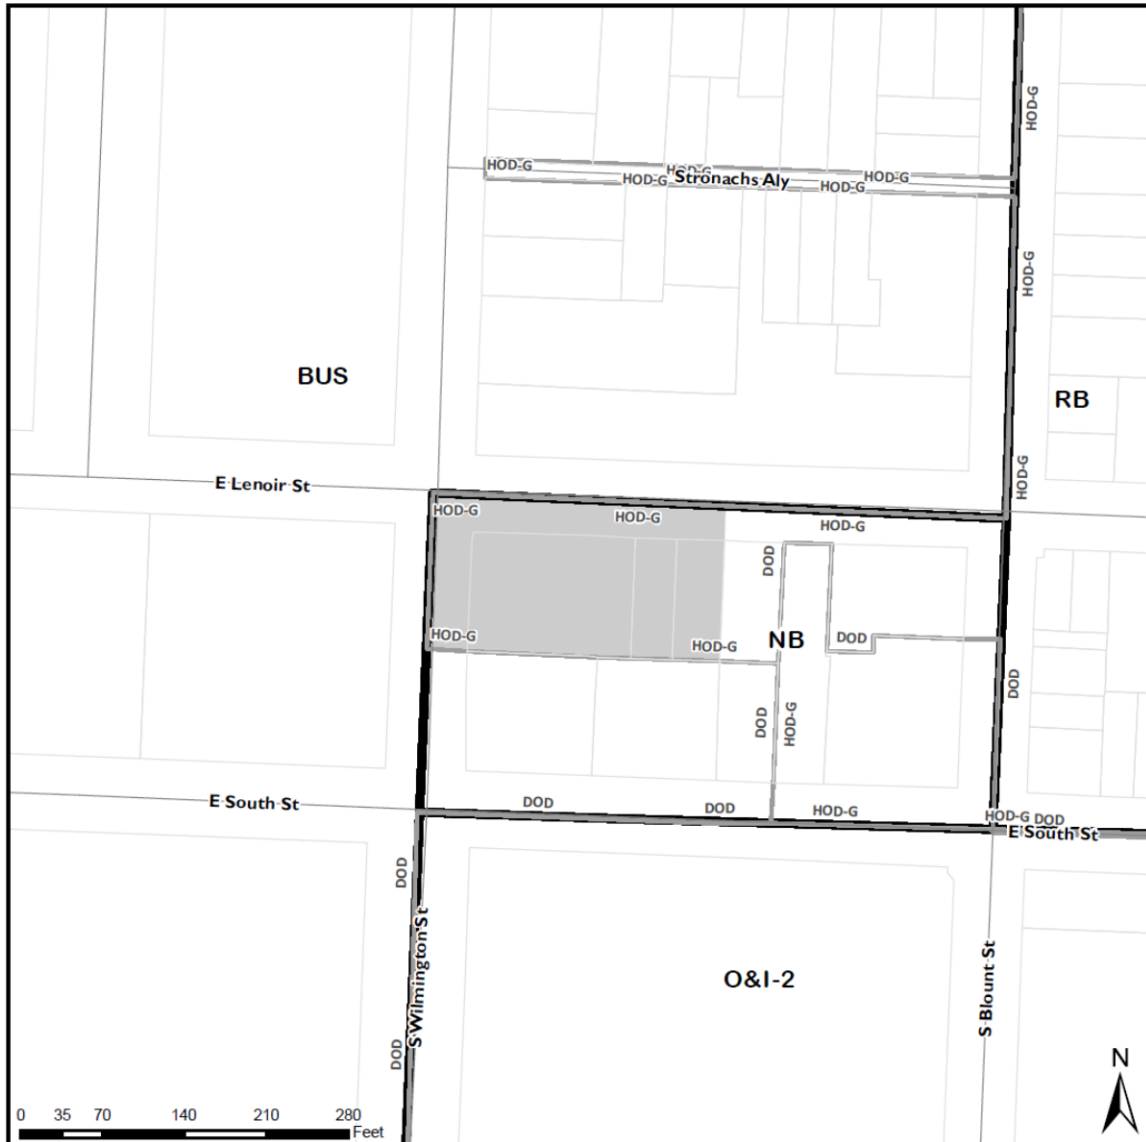 HOD-G
HOD-G
HOD-G
HOD-G
HOD-G
Stronachs Aly
HOD-G
HOD-G
BUS
RB
HOD-G
E Lenoir St
HOD-G
HOD-G
HOD-G
DOD
HOD-G
HOD-G
NB
DOD
DOD
DOD
HOD-G
E South St
DOD
DOD
HOD-G
HOD-G
DOD
E South St
DOD
S Wilmington St
O&I-2
S Blount St
DOD
N
0 35 70 140 210 280
Feet